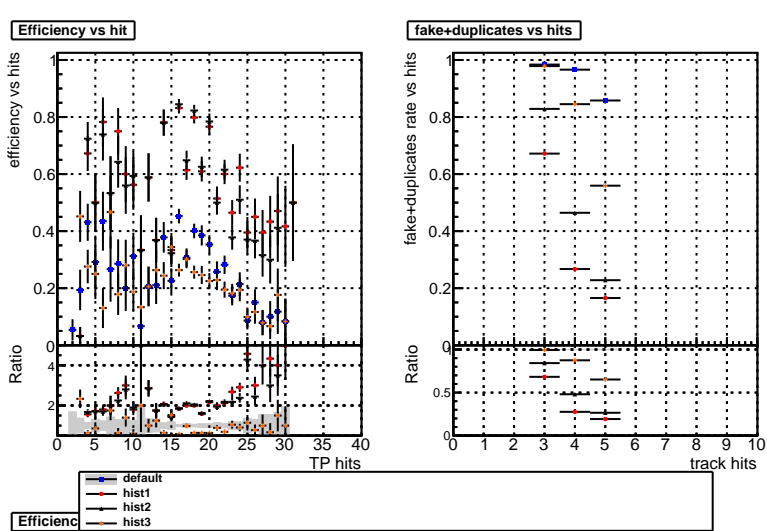 Efficiency vs hit
fake+duplicates vs hits
efficiency vs hits
1
0.8
0.6
0.4
0.2
0
Ratio
4
2
0 5 10 15 20 25 30 35 40
TP hits
fake+duplicates rate vs hits
1
0.8
0.6
0.4
0.2
0
Ratio
1
0.5
0 1 2 3 4 5 6 7 8 9 10
track hits
default
hist1
hist2
hist3
Efficienc